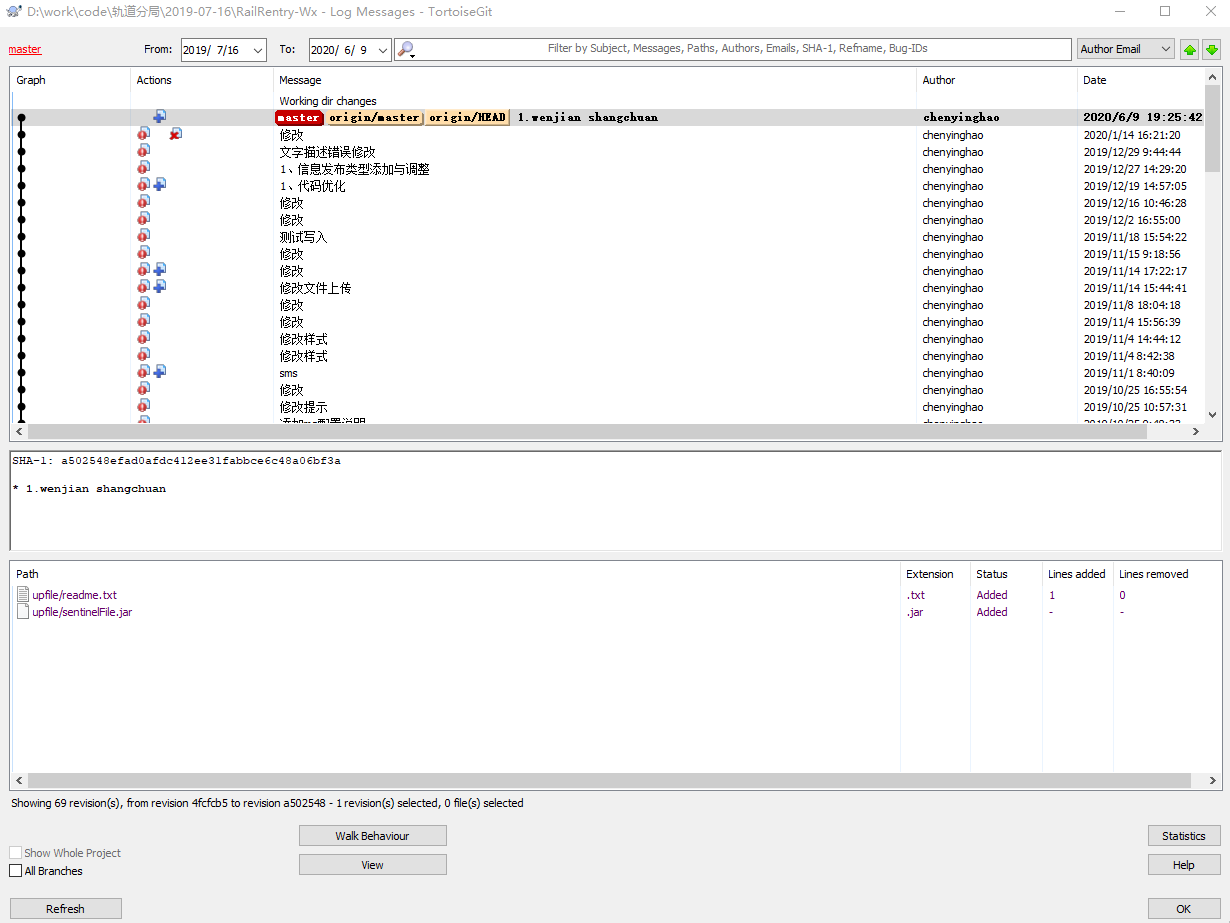 D:\work\code\轨道分局\2019-07-16\RailRentry-Wx - Log Messages - TortoiseGit
master From: 2019/ 7/16 To: 2020/ 6/ 9 Filter by Subject, Messages, Paths, Authors, Emails, SHA-1, Refname, Bug-IDs Author Email
Graph Actions Message Author Date
Working dir changes
master origin/master origin/HEAD 1.wenjian shangchuan chenyinghao 2020/6/9 19:25:42
修改 chenyinghao 2020/1/14 16:21:20
文字描述错误修改 chenyinghao 2019/12/29 9:44:44
1、信息发布类型添加与调整 chenyinghao 2019/12/27 14:29:20
1、代码优化 chenyinghao 2019/12/19 14:57:05
修改 chenyinghao 2019/12/16 10:46:28
修改 chenyinghao 2019/12/2 16:55:00
测试写入 chenyinghao 2019/11/18 15:54:22
修改 chenyinghao 2019/11/15 9:18:56
修改 chenyinghao 2019/11/14 17:22:17
修改文件上传 chenyinghao 2019/11/14 15:44:41
修改 chenyinghao 2019/11/8 18:04:18
修改 chenyinghao 2019/11/4 15:56:39
修改样式 chenyinghao 2019/11/4 14:44:12
修改样式 chenyinghao 2019/11/4 8:42:38
sms chenyinghao 2019/11/1 8:40:09
修改 chenyinghao 2019/10/25 16:55:54
修改提示 chenyinghao 2019/10/25 10:57:31
SHA-1: a502548efad0afdc412ee31fabbce6c48a06bf3a
* 1.wenjian shangchuan
Path Extension Status Lines added Lines removed
upfile/readme.txt .txt Added 1 0
upfile/sentinelFile.jar .jar Added - -
Showing 69 revision(s), from revision 4fcfcb5 to revision a502548 - 1 revision(s) selected, 0 file(s) selected
Walk Behaviour Statistics
Show Whole Project
View Help
All Branches
Refresh OK